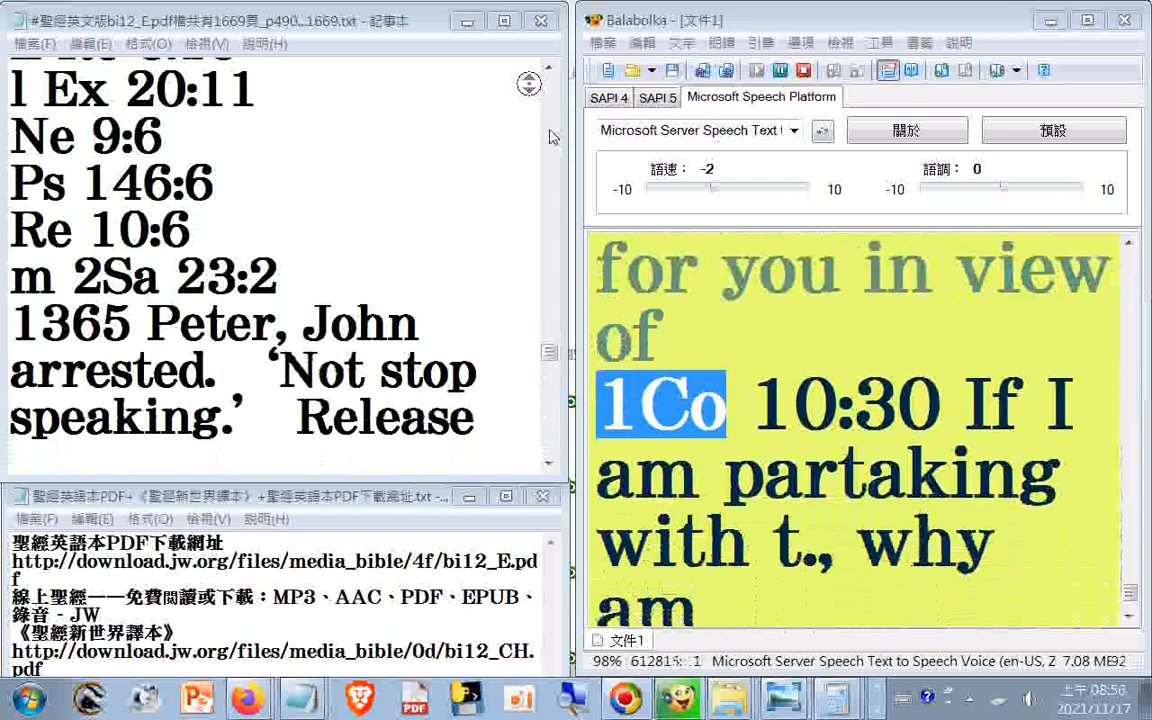 #聖經英文版bi12_E.pdf檔共有1669頁_p490...1669.txt - 記事本
檔案(F) 編輯(E) 格式(O) 檢視(V) 說明(H)
l Ex 20:11
Ne 9:6
Ps 146:6
Re 10:6
m 2Sa 23:2
1365 Peter, John
arrested. ‘Not stop
speaking.’ Release
聖經英語本PDF+《聖經新世界譯本》+聖經英語本PDF下載網址.txt - ...
檔案(F) 編輯(E) 格式(O) 檢視(V) 說明(H)
聖經英語本PDF下載網址
http://download.jw.org/files/media_bible/4f/bi12_E.pd
f
線上聖經——免費閱讀或下載：MP3、AAC、PDF、EPUB、
錄音 - JW
《聖經新世界譯本》
http://download.jw.org/files/media_bible/0d/bi12_CH.
pdf
Balabolka - [文件1]
檔案 編輯 文字 朗讀 引擎 選項 檢視 工具 書籤 說明
SAPI 4 SAPI 5 Microsoft Speech Platform
Microsoft Server Speech Text 關於 預設
語速： -2 語調： 0
-10 10 -10 10
for you in view
of
1Co 10:30 If I
am partaking
with t., why
am
文件1
98% Microsoft Server Speech Text to Speech Voice (en-US, Z
上午 08:56
2021/11/17